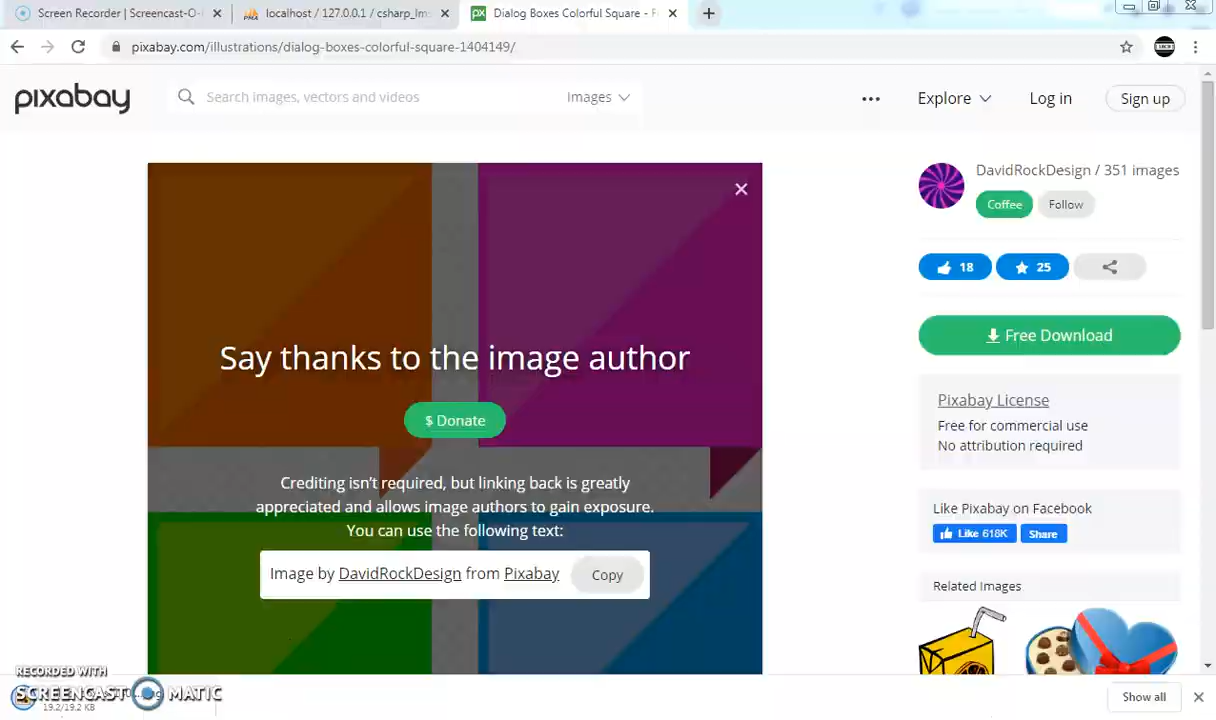 Screen Recorder | Screencast-O-
localhost / 127.0.0.1 / csharp_lms
Dialog Boxes Colorful Square - F
pixabay.com/illustrations/dialog-boxes-colorful-square-1404149/
pixabay
Search images, vectors and videos
Images
Explore
Log in
Sign up
DavidRockDesign / 351 images
Coffee
Follow
18
25
Free Download
Say thanks to the image author
$ Donate
Pixabay License
Free for commercial use
No attribution required
Crediting isn't required, but linking back is greatly
appreciated and allows image authors to gain exposure.
You can use the following text:
Image by DavidRockDesign from Pixabay
Copy
Like Pixabay on Facebook
Like 618K
Share
Related Images
RECORDED WITH
SCREENCAST MATIC
19.2/19.2 KB
Show all